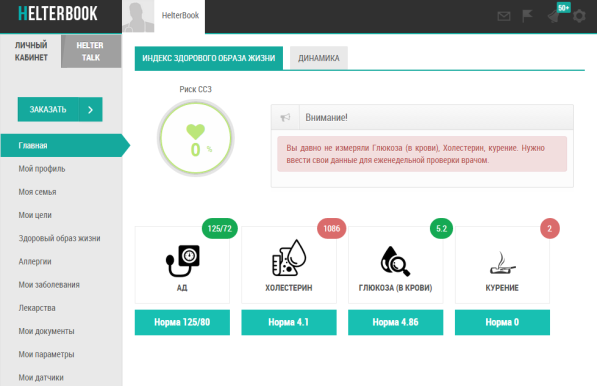 HELTERBOOK
HelterBook
50+
ЛИЧНЫЙ
КАБИНЕТ
HELTER
TALK
ИНДЕКС ЗДОРОВОГО ОБРАЗА ЖИЗНИ
ДИНАМИКА
ЗАКАЗАТЬ
Риск ССЗ
0 %
Внимание!
Вы давно не измеряли Глюкоза (в крови), Холестерин, курение. Нужно
ввести свои данные для еженедельной проверки врачом.
Главная
Мой профиль
Моя семья
Мои цели
Здоровый образ жизни
Аллергии
Мои заболевания
Лекарства
Мои документы
Мои параметры
Мои датчики
125/72
1086
5.2
2
АД
ХОЛЕСТЕРИН
ГЛЮКОЗА (В КРОВИ)
КУРЕНИЕ
Норма 125/80
Норма 4.1
Норма 4.86
Норма 0